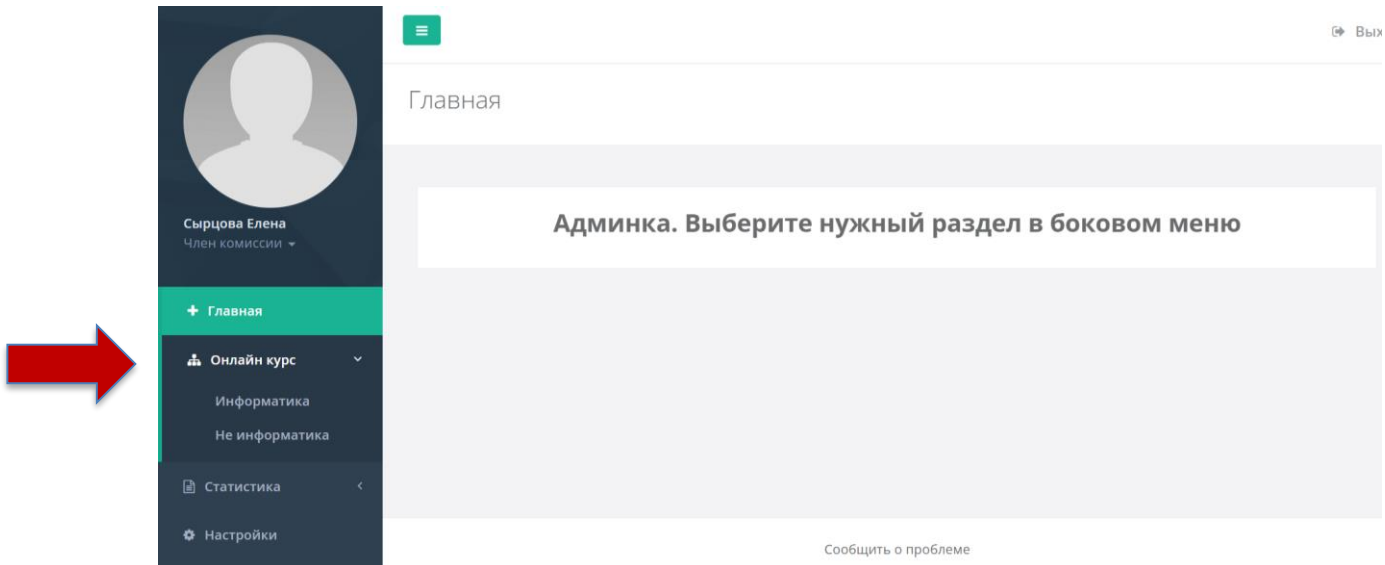 Сырцова Елена
Член комиссии
Главная
Онлайн курс
Информатика
Не информатика
Статистика
Настройки
Вых
Главная
Админка. Выберите нужный раздел в боковом меню
Сообщить о проблеме